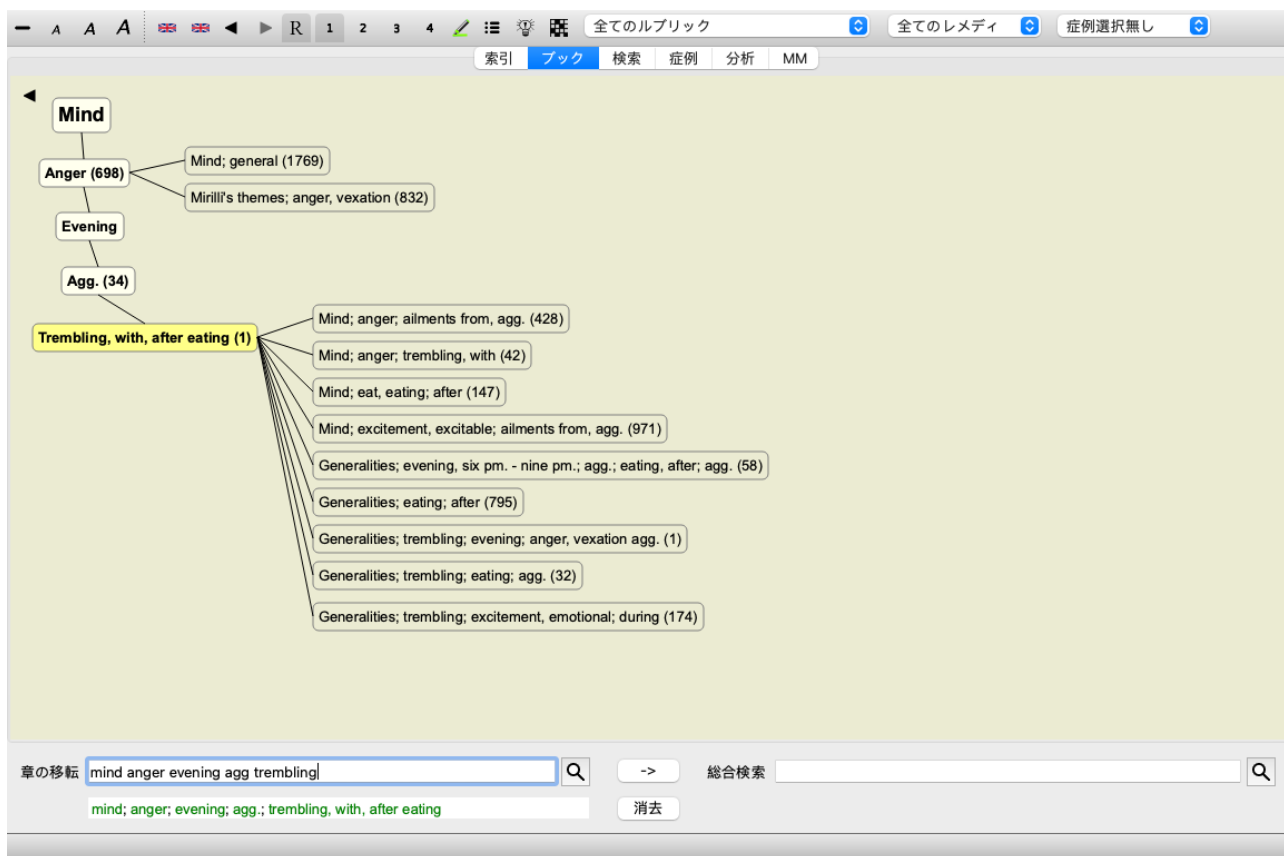 A A A R 1 2 3 4 全てのルブリック 全てのレメディ 症例選択無し
索引 ブック 検索 症例 分析 MM
Mind
Anger (698)
Mind; general (1769)
Mirilli's themes; anger, vexation (832)
Evening
Agg. (34)
Trembling, with, after eating (1)
Mind; anger; ailments from, agg. (428)
Mind; anger; trembling, with (42)
Mind; eat, eating; after (147)
Mind; excitement, excitable; ailments from, agg. (971)
Generalities; evening, six pm. - nine pm.; agg.; eating, after; agg. (58)
Generalities; eating; after (795)
Generalities; trembling; evening; anger, vexation agg. (1)
Generalities; trembling; eating; agg. (32)
Generalities; trembling; excitement, emotional; during (174)
章の移転 mind anger evening agg trembling -> 総合検索
mind; anger; evening; agg.; trembling, with, after eating 消去